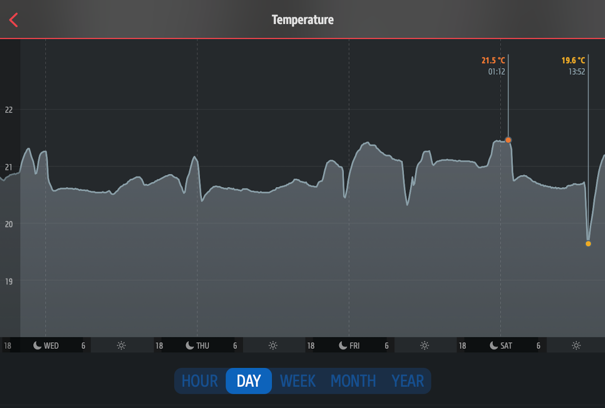 Temperature
21.5 °C 19.6 °C
01:12 13:52
22
21
20
19
18 WED 6 18 THU 6 18 FRI 6 18 SAT 6
HOUR DAY WEEK MONTH YEAR